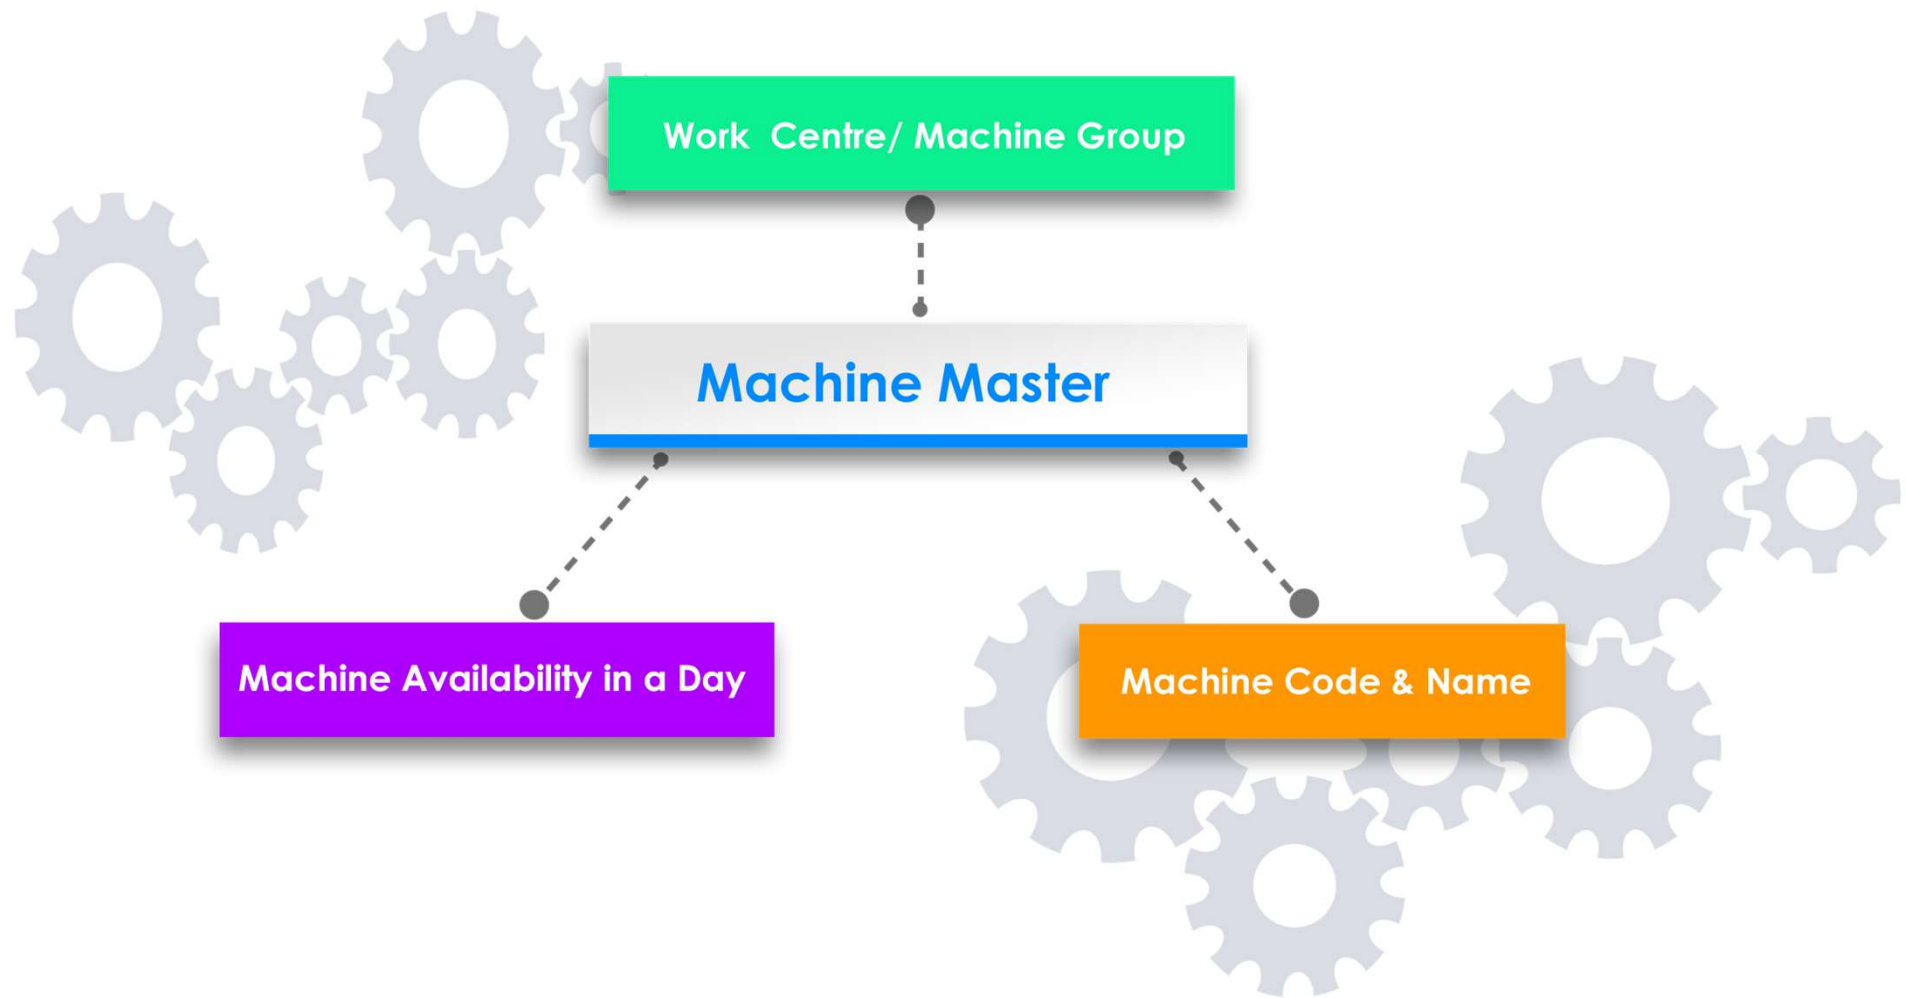 Work Centre/ Machine Group
Machine Master
Machine Availability in a Day
Machine Code & Name